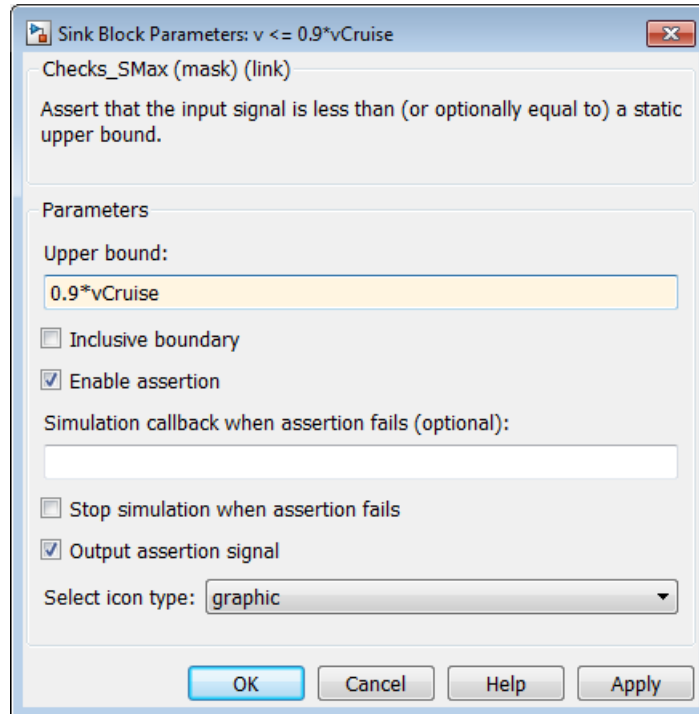 Sink Block Parameters: v <= 0.9*vCruise
Checks_SMax (mask) (link)
Assert that the input signal is less than (or optionally equal to) a static
upper bound.
Parameters
Upper bound:
0.9*vCruise
Inclusive boundary
Enable assertion
Simulation callback when assertion fails (optional):
Stop simulation when assertion fails
Output assertion signal
Select icon type: graphic
OK Cancel Help Apply